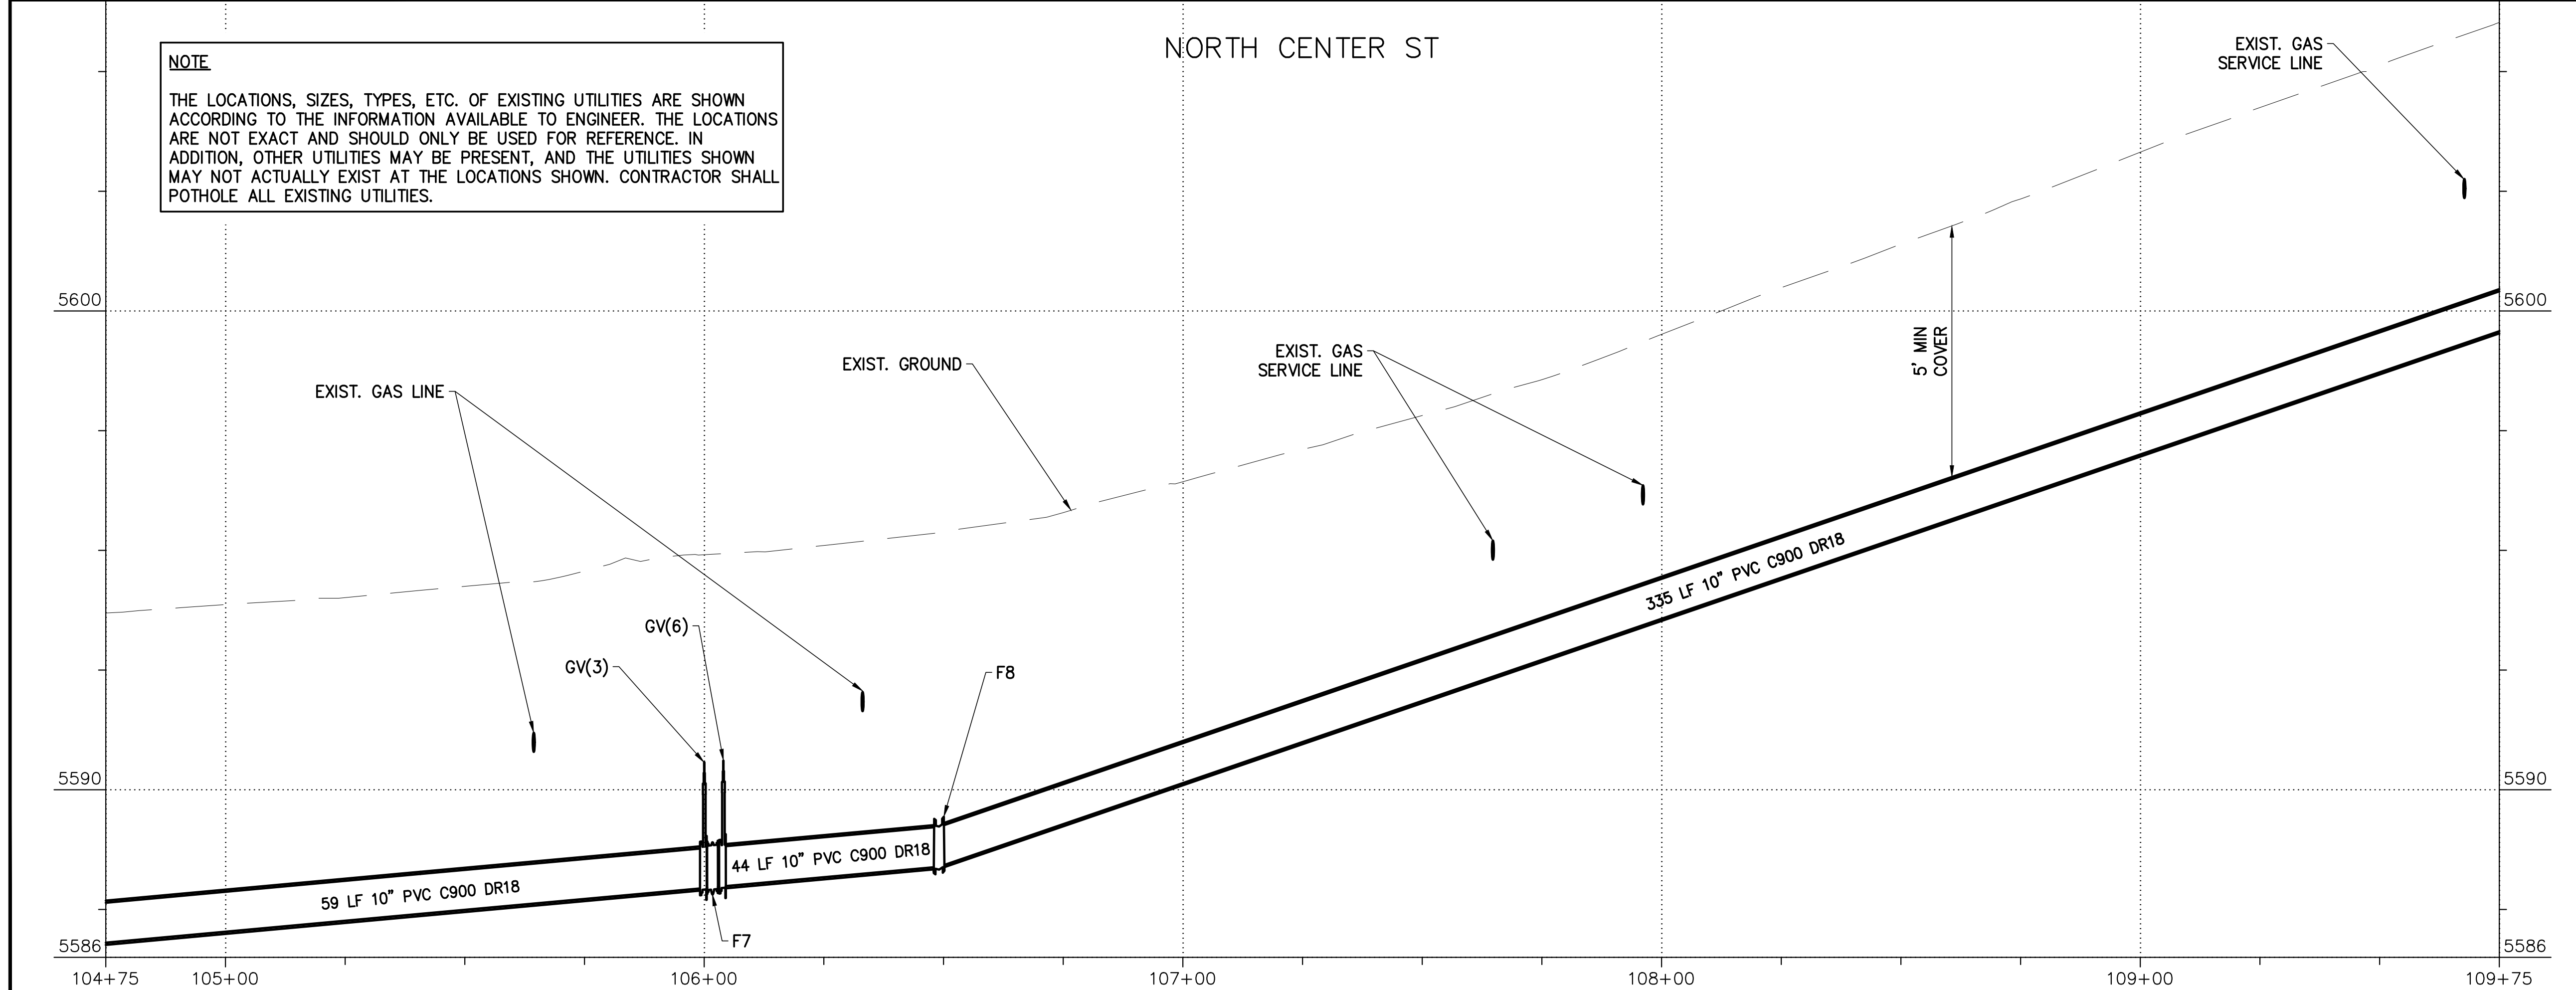 NORTH CENTER ST
NOTE
THE LOCATIONS, SIZES, TYPES, ETC. OF EXISTING UTILITIES ARE SHOWN
ACCORDING TO THE INFORMATION AVAILABLE TO ENGINEER. THE LOCATIONS
ARE NOT EXACT AND SHOULD ONLY BE USED FOR REFERENCE. IN
ADDITION, OTHER UTILITIES MAY BE PRESENT, AND THE UTILITIES SHOWN
MAY NOT ACTUALLY EXIST AT THE LOCATIONS SHOWN. CONTRACTOR SHALL
POTHOLE ALL EXISTING UTILITIES.
EXIST. GAS
SERVICE LINE
5600
5600
EXIST. GAS LINE
EXIST. GROUND
EXIST. GAS
SERVICE LINE
5' MIN
COVER
GV(6)
GV(3)
F8
335 LF 10" PVC C900 DR18
5590
5590
59 LF 10" PVC C900 DR18
44 LF 10" PVC C900 DR18
F7
5586
5586
104+75
105+00
106+00
107+00
108+00
109+00
109+75